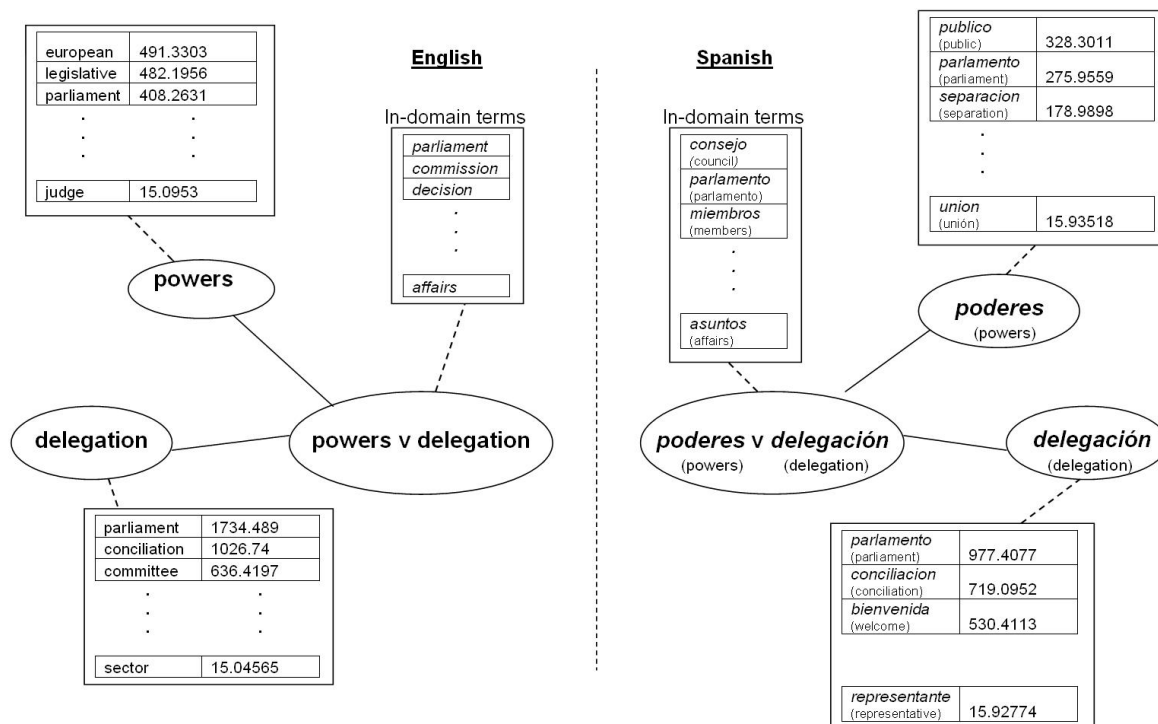 English
european 491.3303
legislative 482.1956
parliament 408.2631
judge 15.0953
powers
In-domain terms
parliament
commission
decision
affairs
delegation
powers v delegation
parliament 1734.489
conciliation 1026.74
committee 636.4197
sector 15.04565
Spanish
In-domain terms
consejo
(council)
parlamento
(parlamento)
miembros
(members)
asuntos
(affairs)
publico
(public) 328.3011
parlamento
(parliament) 275.9559
separacion
(separation) 178.9898
union
(unión) 15.93518
poderes
(powers)
poderes v delegación
(powers) (delegation)
delegación
(delegation)
parlamento
(parliament) 977.4077
conciliacion
(conciliation) 719.0952
bienvenida
(welcome) 530.4113
representante
(representative) 15.92774